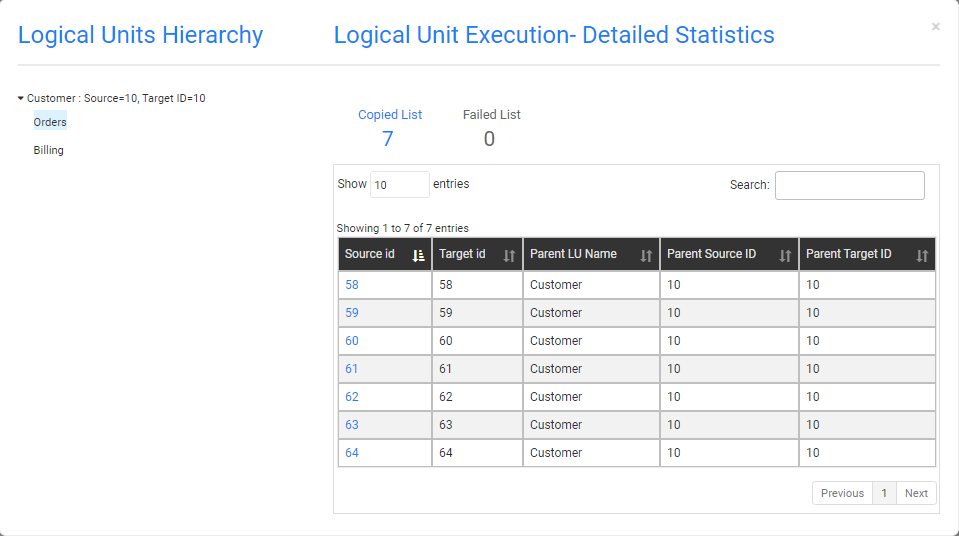 Logical Units Hierarchy
Logical Unit Execution- Detailed Statistics
×
Customer : Source=10, Target ID=10
Orders
Billing
Copied List
7
Failed List
0
Show 10 entries
Search:
Showing 1 to 7 of 7 entries
Source id Target id Parent LU Name Parent Source ID Parent Target ID
58 58 Customer 10 10
59 59 Customer 10 10
60 60 Customer 10 10
61 61 Customer 10 10
62 62 Customer 10 10
63 63 Customer 10 10
64 64 Customer 10 10
Previous 1 Next